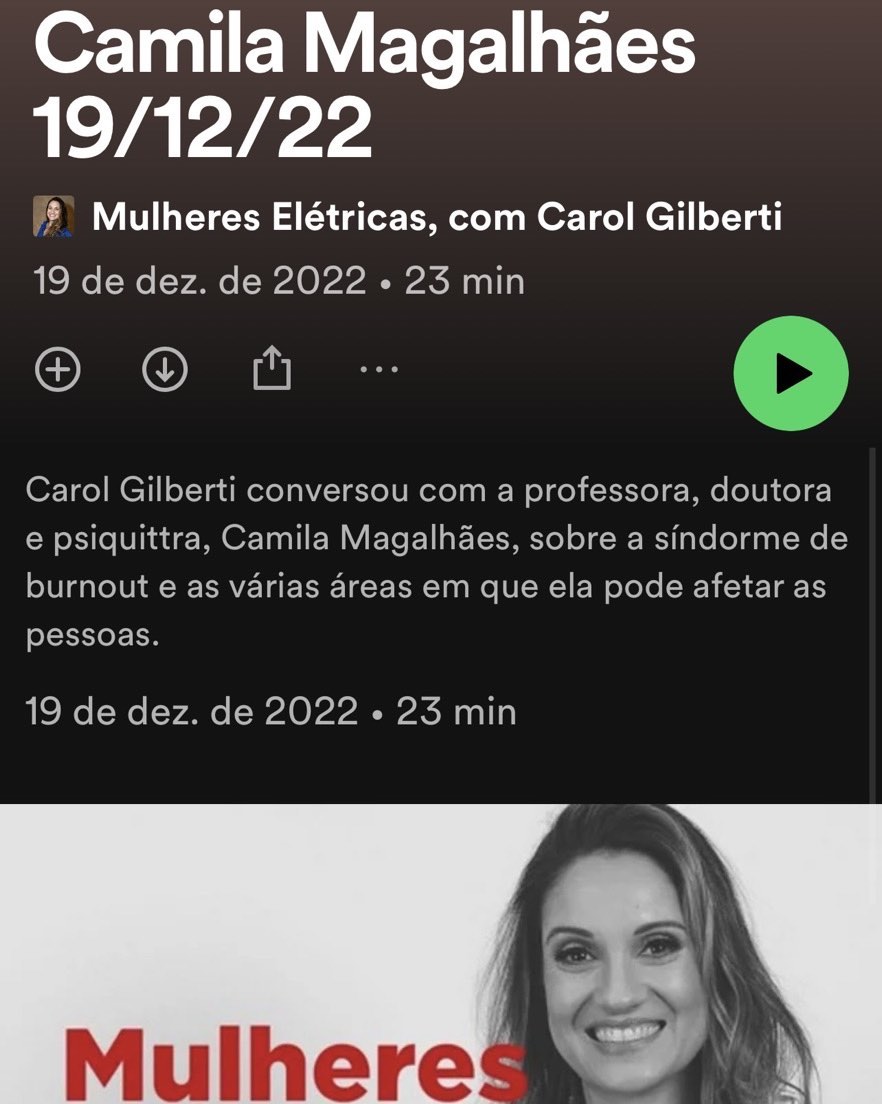 Camila Magalhães
19/12/22
Mulheres Elétricas, com Carol Gilberti
19 de dez. de 2022 • 23 min
Carol Gilberti conversou com a professora, doutora
e psiquittra, Camila Magalhães, sobre a síndorme de
burnout e as várias áreas em que ela pode afetar as
pessoas.
19 de dez. de 2022 • 23 min
Mulheres